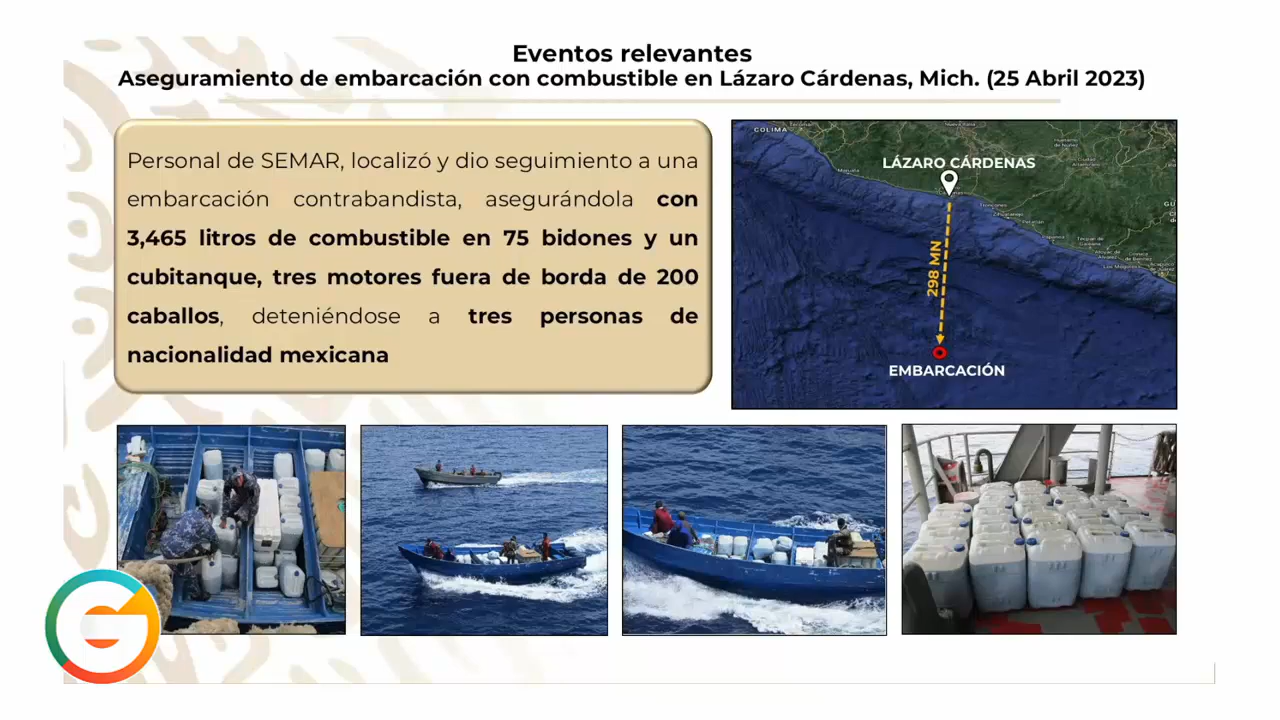 Eventos relevantes
Aseguramiento de embarcación con combustible en Lázaro Cárdenas, Mich. (25 Abril 2023)
Personal de SEMAR, localizó y dio seguimiento a una
embarcación contrabandista, asegurándola con
3,465 litros de combustible en 75 bidones y un
cubitanque, tres motores fuera de borda de 200
caballos, deteniéndose a tres personas de
nacionalidad mexicana
COLIMA
LÁZARO CÁRDENAS
298 MN
EMBARCACIÓN